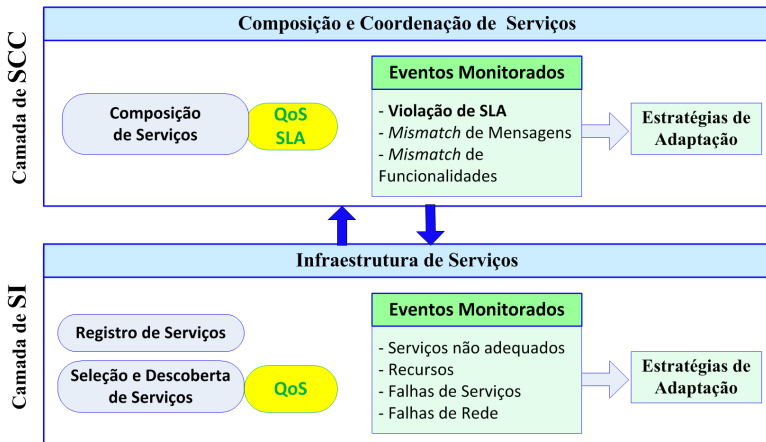 Camada de SCC
Composição e Coordenação de Serviços
Composição
de Serviços
QoS
SLA
Eventos Monitorados
- Violação de SLA
- Mismatch de Mensagens
- Mismatch de
Funcionalidades
Estratégias de
Adaptação
Camada de SI
Infraestrutura de Serviços
Registro de Serviços
Seleção e Descoberta
de Serviços
QoS
Eventos Monitorados
- Serviços não adequados
- Recursos
- Falhas de Serviços
- Falhas de Rede
Estratégias de
Adaptação